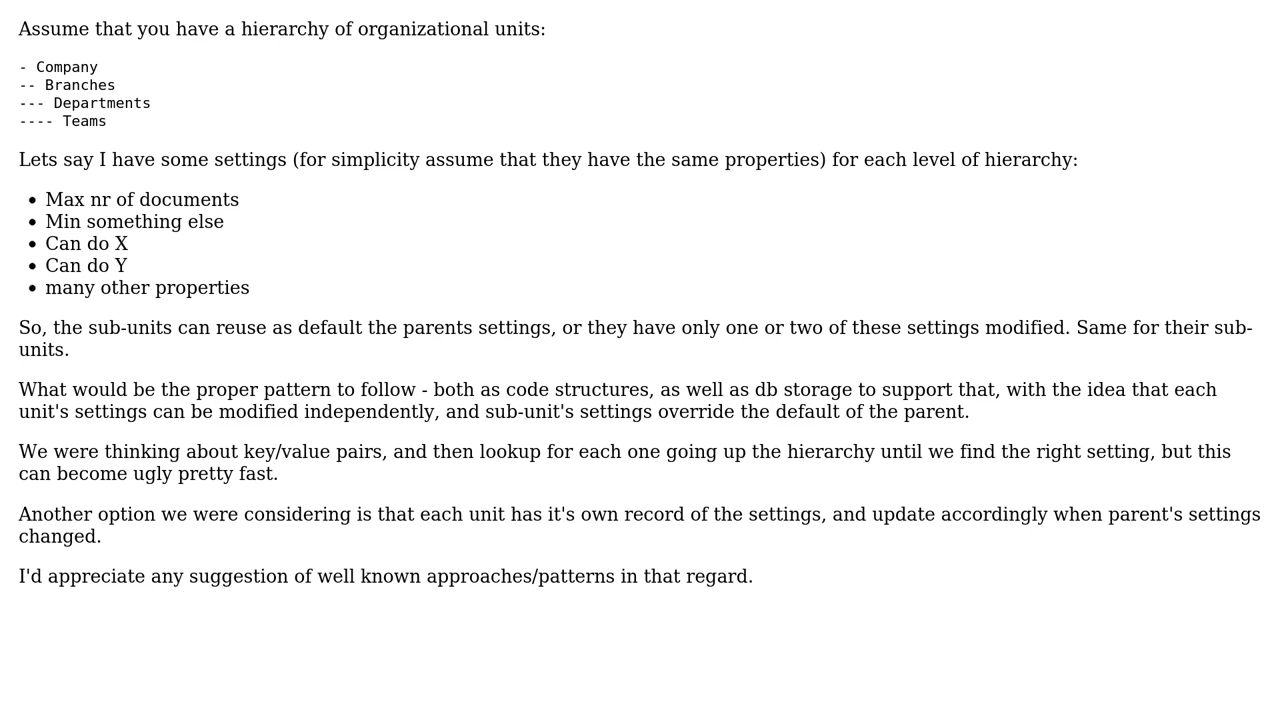 Assume that you have a hierarchy of organizational units:
- Company
-- Branches
--- Departments
---- Teams
Lets say I have some settings (for simplicity assume that they have the same properties) for each level of hierarchy:
• Max nr of documents
• Min something else
• Can do X
• Can do Y
• many other properties
So, the sub-units can reuse as default the parents settings, or they have only one or two of these settings modified. Same for their sub-
units.
What would be the proper pattern to follow - both as code structures, as well as db storage to support that, with the idea that each
unit's settings can be modified independently, and sub-unit's settings override the default of the parent.
We were thinking about key/value pairs, and then lookup for each one going up the hierarchy until we find the right setting, but this
can become ugly pretty fast.
Another option we were considering is that each unit has it's own record of the settings, and update accordingly when parent's settings
changed.
I'd appreciate any suggestion of well known approaches/patterns in that regard.